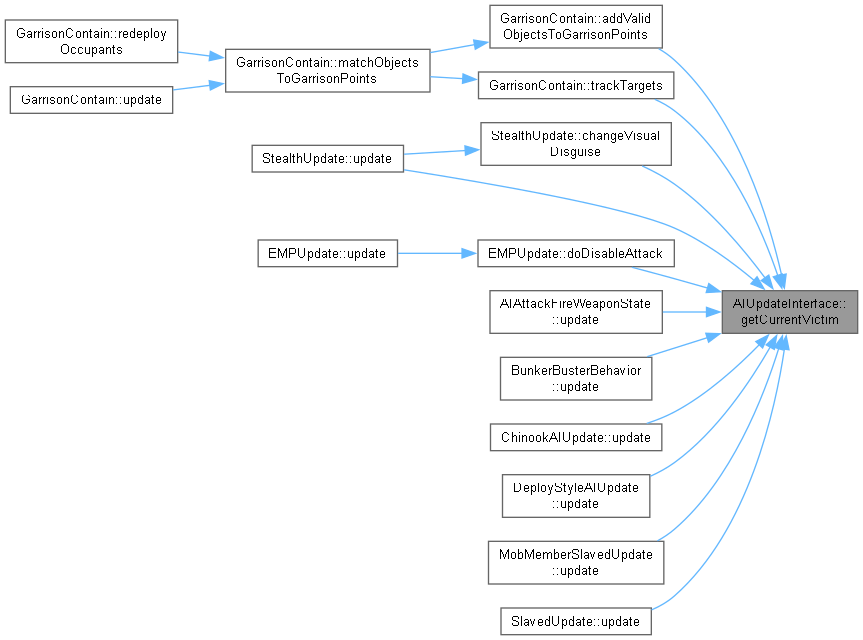 GarrisonContain::redeploy
Occupants
GarrisonContain::update
GarrisonContain::matchObjects
ToGarrisonPoints
GarrisonContain::addValid
ObjectsToGarrisonPoints
GarrisonContain::trackTargets
StealthUpdate::changeVisual
Disguise
StealthUpdate::update
EMPUpdate::update
EMPUpdate::doDisableAttack
AIAttackFireWeaponState
::update
BunkerBusterBehavior
::update
ChinookAIUpdate::update
DeployStyleAIUpdate
::update
MobMemberSlavedUpdate
::update
SlavedUpdate::update
AIUpdateInterface::
getCurrentVictim